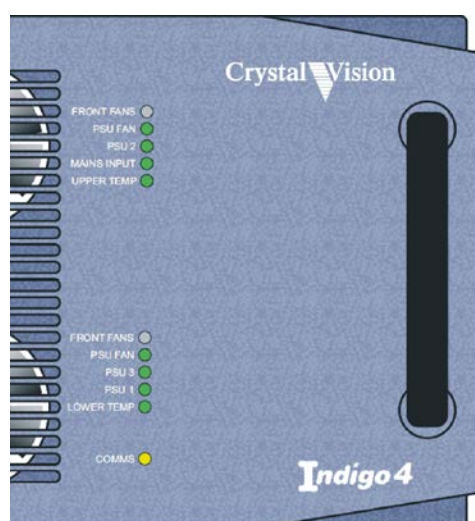 Crystal Vision
FRONT FANS
PSU FAN
PSU 2
MAINS INPUT
UPPER TEMP
FRONT FANS
PSU FAN
PSU 3
PSU 1
LOWER TEMP
COMMS
Indigo 4